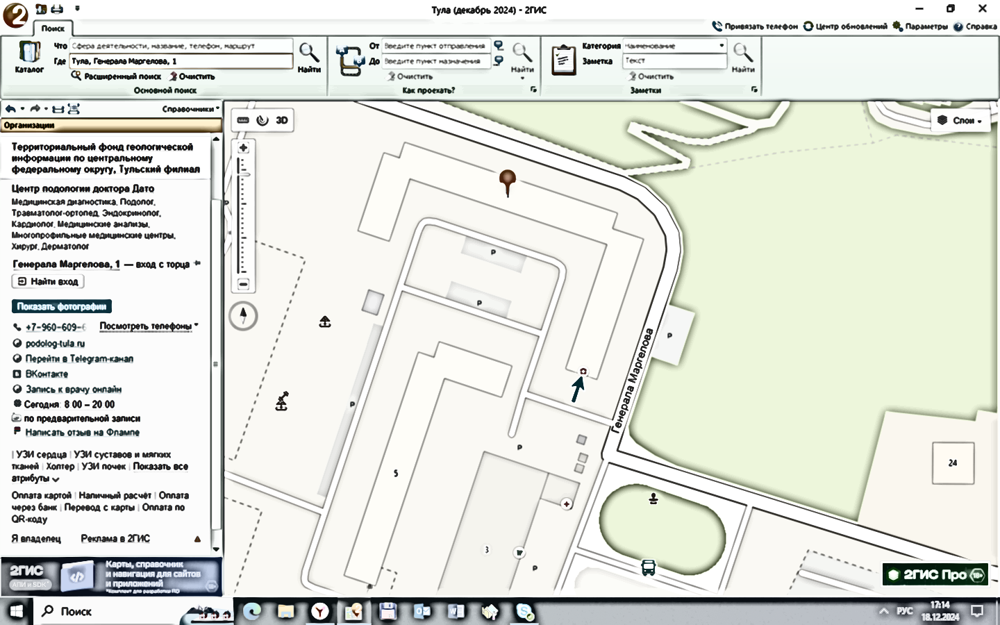 Тула (декабрь 2024) - 2ГИС
Поиск
Привязать телефон
Центр обновлений
Параметры
Справка
Каталог
Что
Сфера деятельности, название, телефон, маршрут
Где
Тула, Генерала Маргелова, 1
Найти
Расширенный поиск
Очистить
Основной поиск
От
Введите пункт отправления
До
Введите пункт назначения
Найти
Очистить
Как проехать?
Категория
Наименование
Заметка
Текст
Найти
Очистить
Заметки
Справочники
Организации
Территориальный фонд геологической
информации по центральному
федеральному округу, Тульский филиал
Центр подологии доктора Дато
Медицинская диагностика, Подолог,
Травматолог-ортопед, Эндокринолог,
Кардиолог, Медицинские анализы,
Многопрофильные медицинские центры,
Хирург, Дерматолог
Генерала Маргелова, 1 — вход с торца
Найти вход
Показать фотографии
+7-960-609-
Посмотреть телефоны
podolog-tula.ru
Перейти в Telegram-канал
ВКонтакте
Запись к врачу онлайн
Сегодня: 8:00 – 20:00
по предварительной записи
Написать отзыв на Флампе
| УЗИ сердца | УЗИ суставов и мягких
тканей | Холтер | УЗИ почек | Показать все
атрибуты
Оплата картой | Наличный расчёт | Оплата
через банк | Перевод с карты | Оплата по
QR-коду
Я владелец
Реклама в 2ГИС
2ГИС
АПИ и SDK*
Карты, справочник
и навигация для сайтов
и приложений
*Комплект для разработки ПО
3D
Слои
P
P
P
P
P
P
Генерала Маргелова
5
3
24
2ГИС Про
18+
Поиск
РУС
17:14
18.12.2024